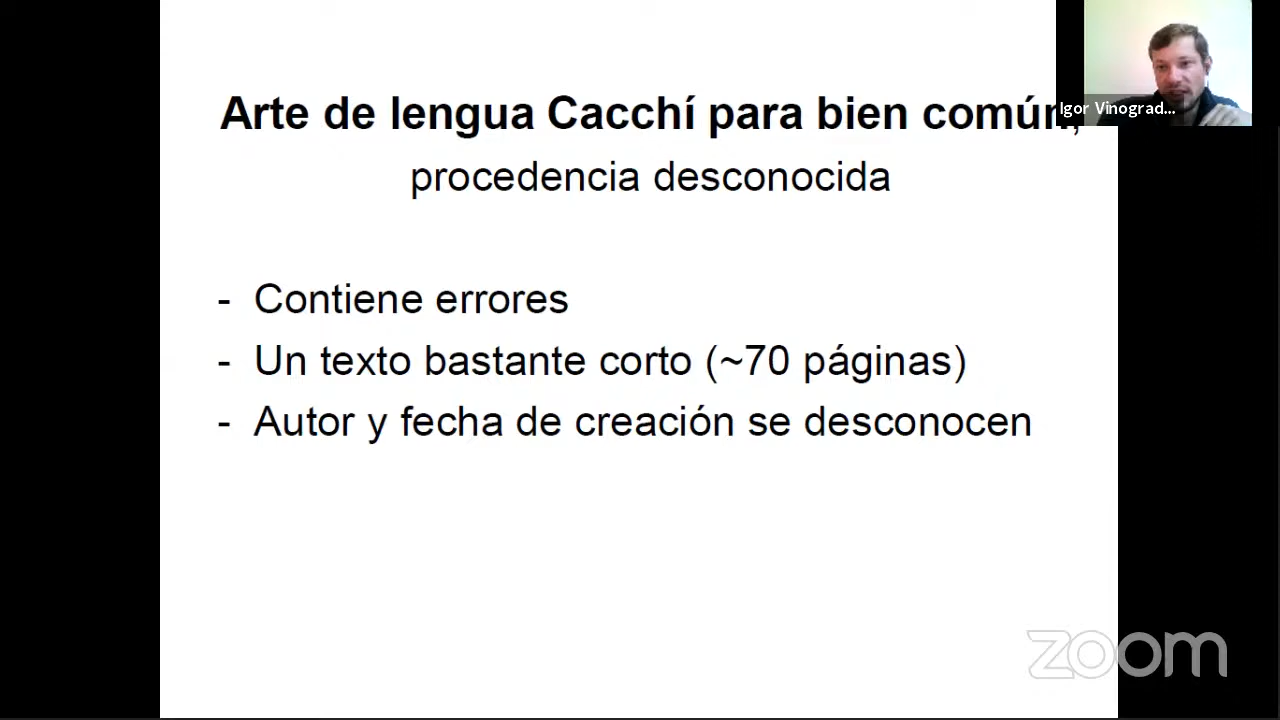 Arte de lengua Cacchí para bien común,
procedencia desconocida
- Contiene errores
- Un texto bastante corto (~70 páginas)
- Autor y fecha de creación se desconocen
Igor Vinograd...
zoom